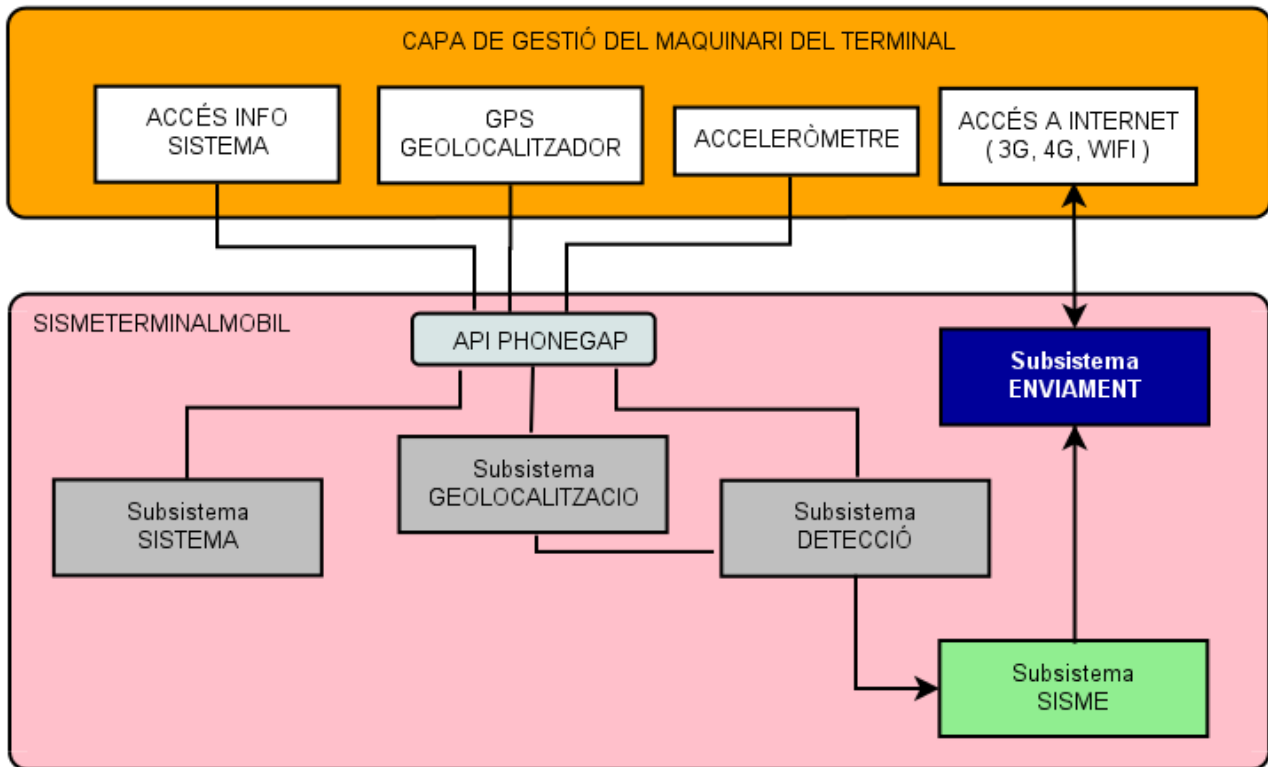 CAPA DE GESTIÓ DEL MAQUINARI DEL TERMINAL
ACCÉS INFO
SISTEMA
GPS
GEOLOCALITZADOR
ACCELERÒMETRE
ACCÉS A INTERNET
( 3G, 4G, WIFI )
SISMETERMINALMOBIL
API PHONEGAP
Subsistema
ENVIAMENT
Subsistema
GEOLOCALITZACIO
Subsistema
SISTEMA
Subsistema
DETECCIÓ
Subsistema
SISME